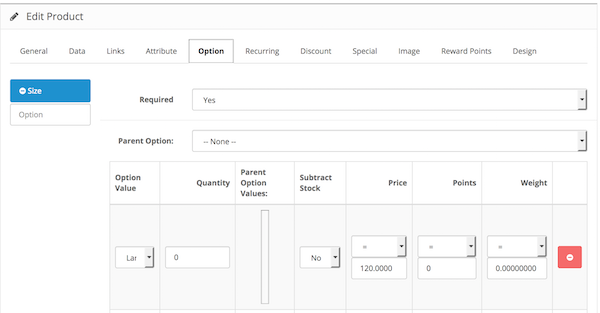 Edit Product
General Data Links Attribute Option Recurring Discount Special Image Reward Points Design
Size
Option
Required Yes
Parent Option: -- None --
Option Value Quantity Parent Option Values: Subtract Stock Price Points Weight
Lar 0 No = = =
120.0000 0 0.00000000